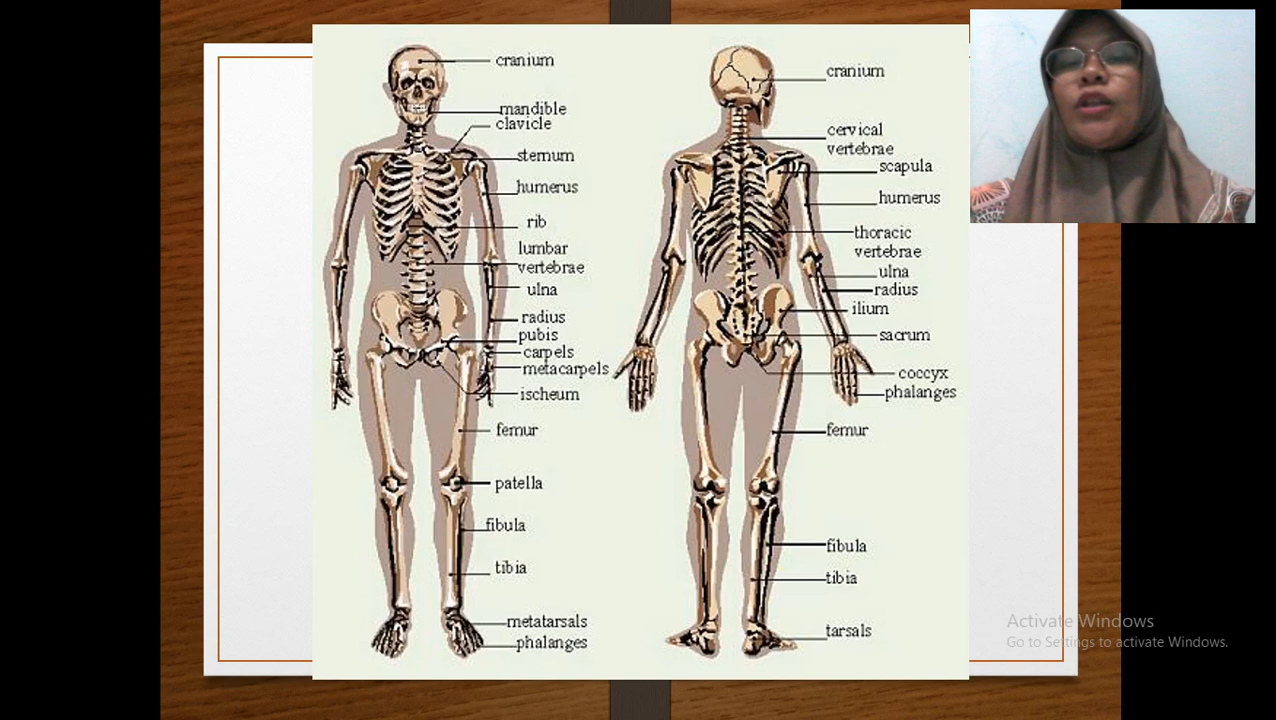 cranium
mandible
clavicle
sternum
humerus
rib
lumbar
vertebrae
ulna
radius
pubis
carpels
metacarpels
ischeum
femur
patella
fibula
tibia
metatarsals
phalanges
cranium
cervical
vertebrae
scapula
humerus
thoracic
vertebrae
ulna
radius
ilium
sacrum
coccyx
phalanges
femur
fibula
tibia
tarsals
Activate Windows
Go to Settings to activate Windows.